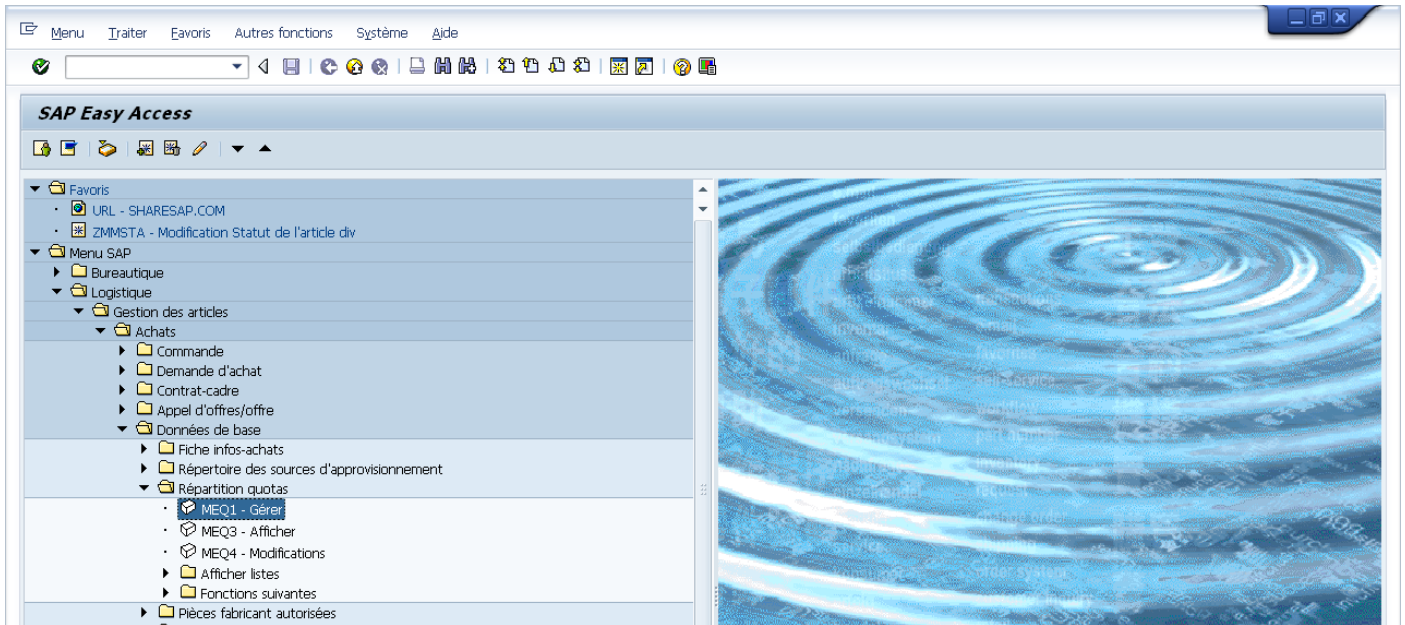 Menu Traiter Favoris Autres fonctions Système Aide
SAP Easy Access
Favoris
URL - SHARESAP.COM
ZMMSTA - Modification Statut de l'article div
Menu SAP
Bureautique
Logistique
Gestion des articles
Achats
Commande
Demande d'achat
Contrat-cadre
Appel d'offres/offre
Données de base
Fiche infos-achats
Répertoire des sources d'approvisionnement
Répartition quotas
MEQ1 - Gérer
MEQ3 - Afficher
MEQ4 - Modifications
Afficher listes
Fonctions suivantes
Pièces fabricant autorisées